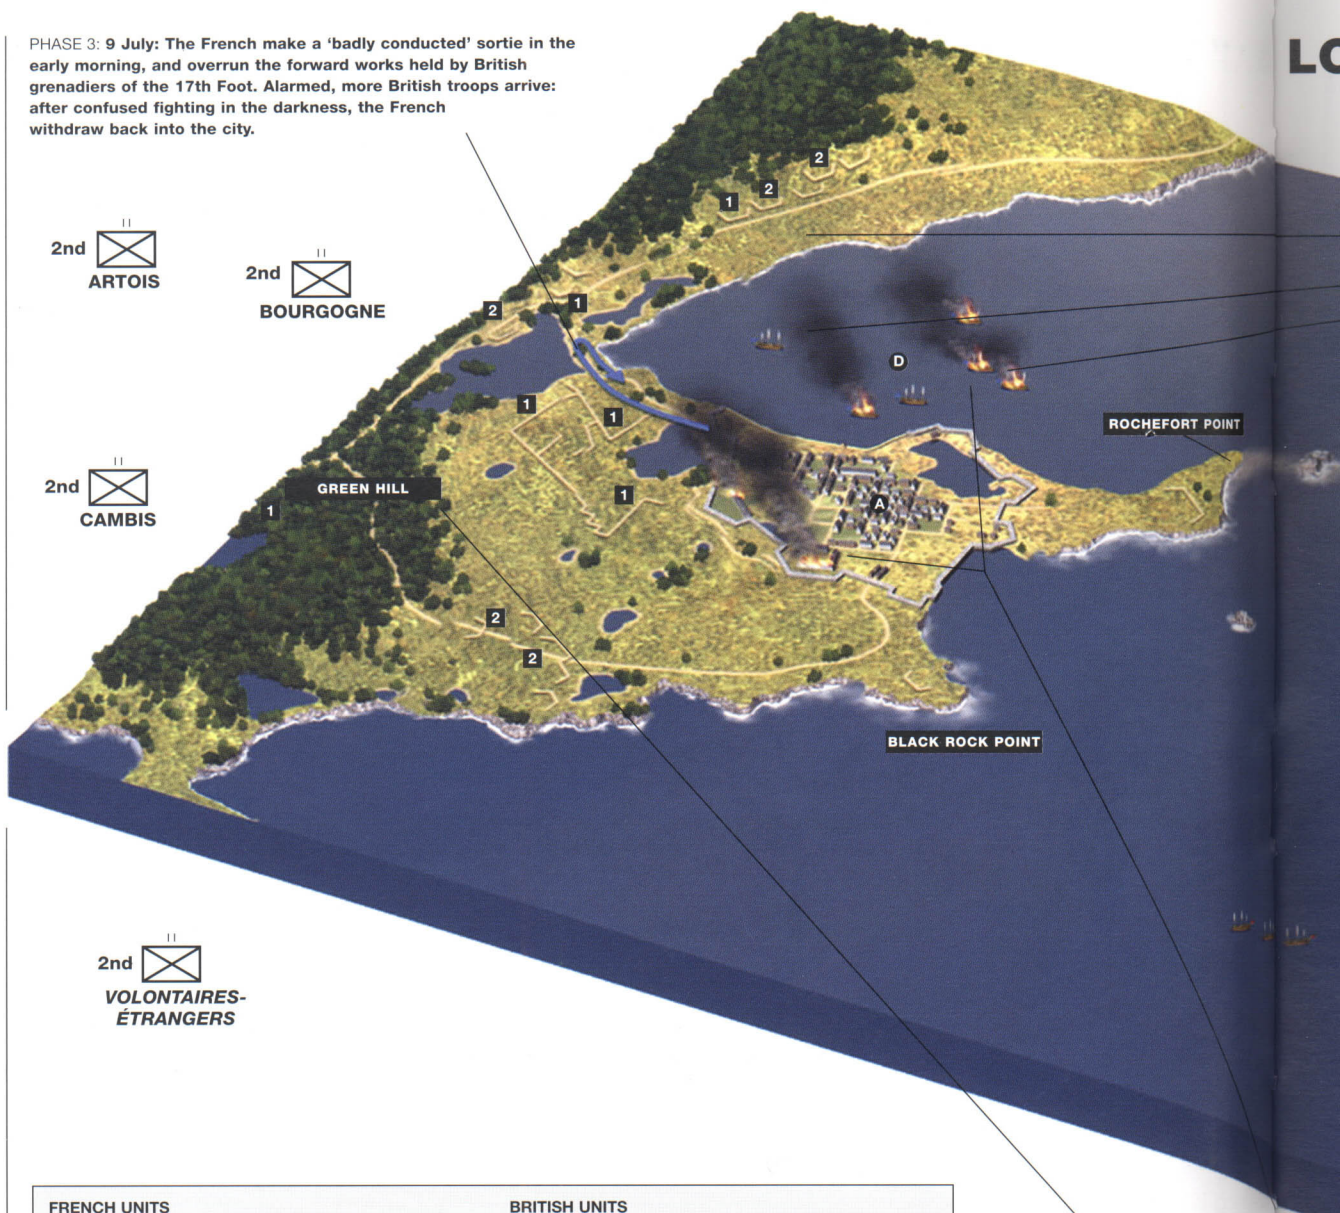 PHASE 3: 9 July: The French make a ‘badly conducted’ sortie in the
early morning, and overrun the forward works held by British
grenadiers of the 17th Foot. Alarmed, more British troops arrive:
after confused fighting in the darkness, the French
withdraw back into the city.
LO
2
2
1
2nd
ARTOIS
2nd
BOURGOGNE
2
1
D
1
1
ROCHEFORT POINT
2nd
CAMBIS
GREEN HILL
1
1
A
2
2
BLACK ROCK POINT
2nd
VOLONTAIRES-
ÉTRANGERS
FRENCH UNITS
BRITISH UNITS